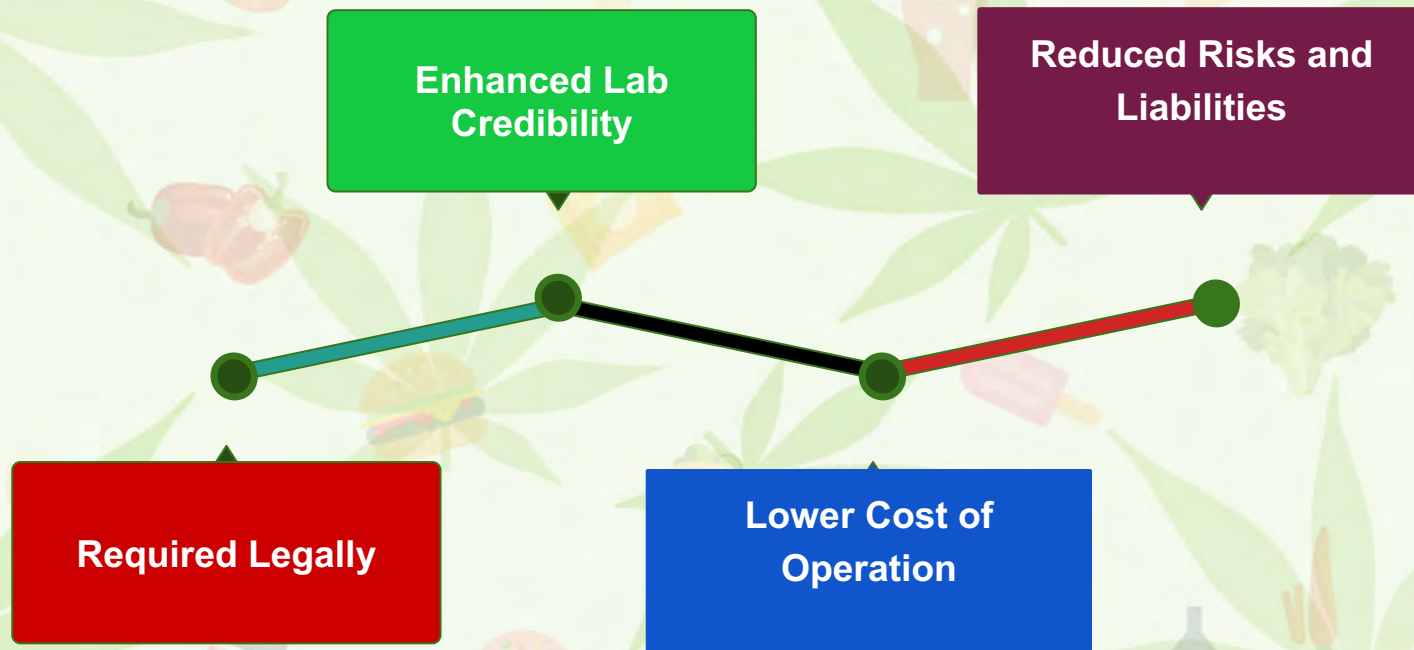 Enhanced Lab
Credibility
Reduced Risks and
Liabilities
Required Legally
Lower Cost of
Operation